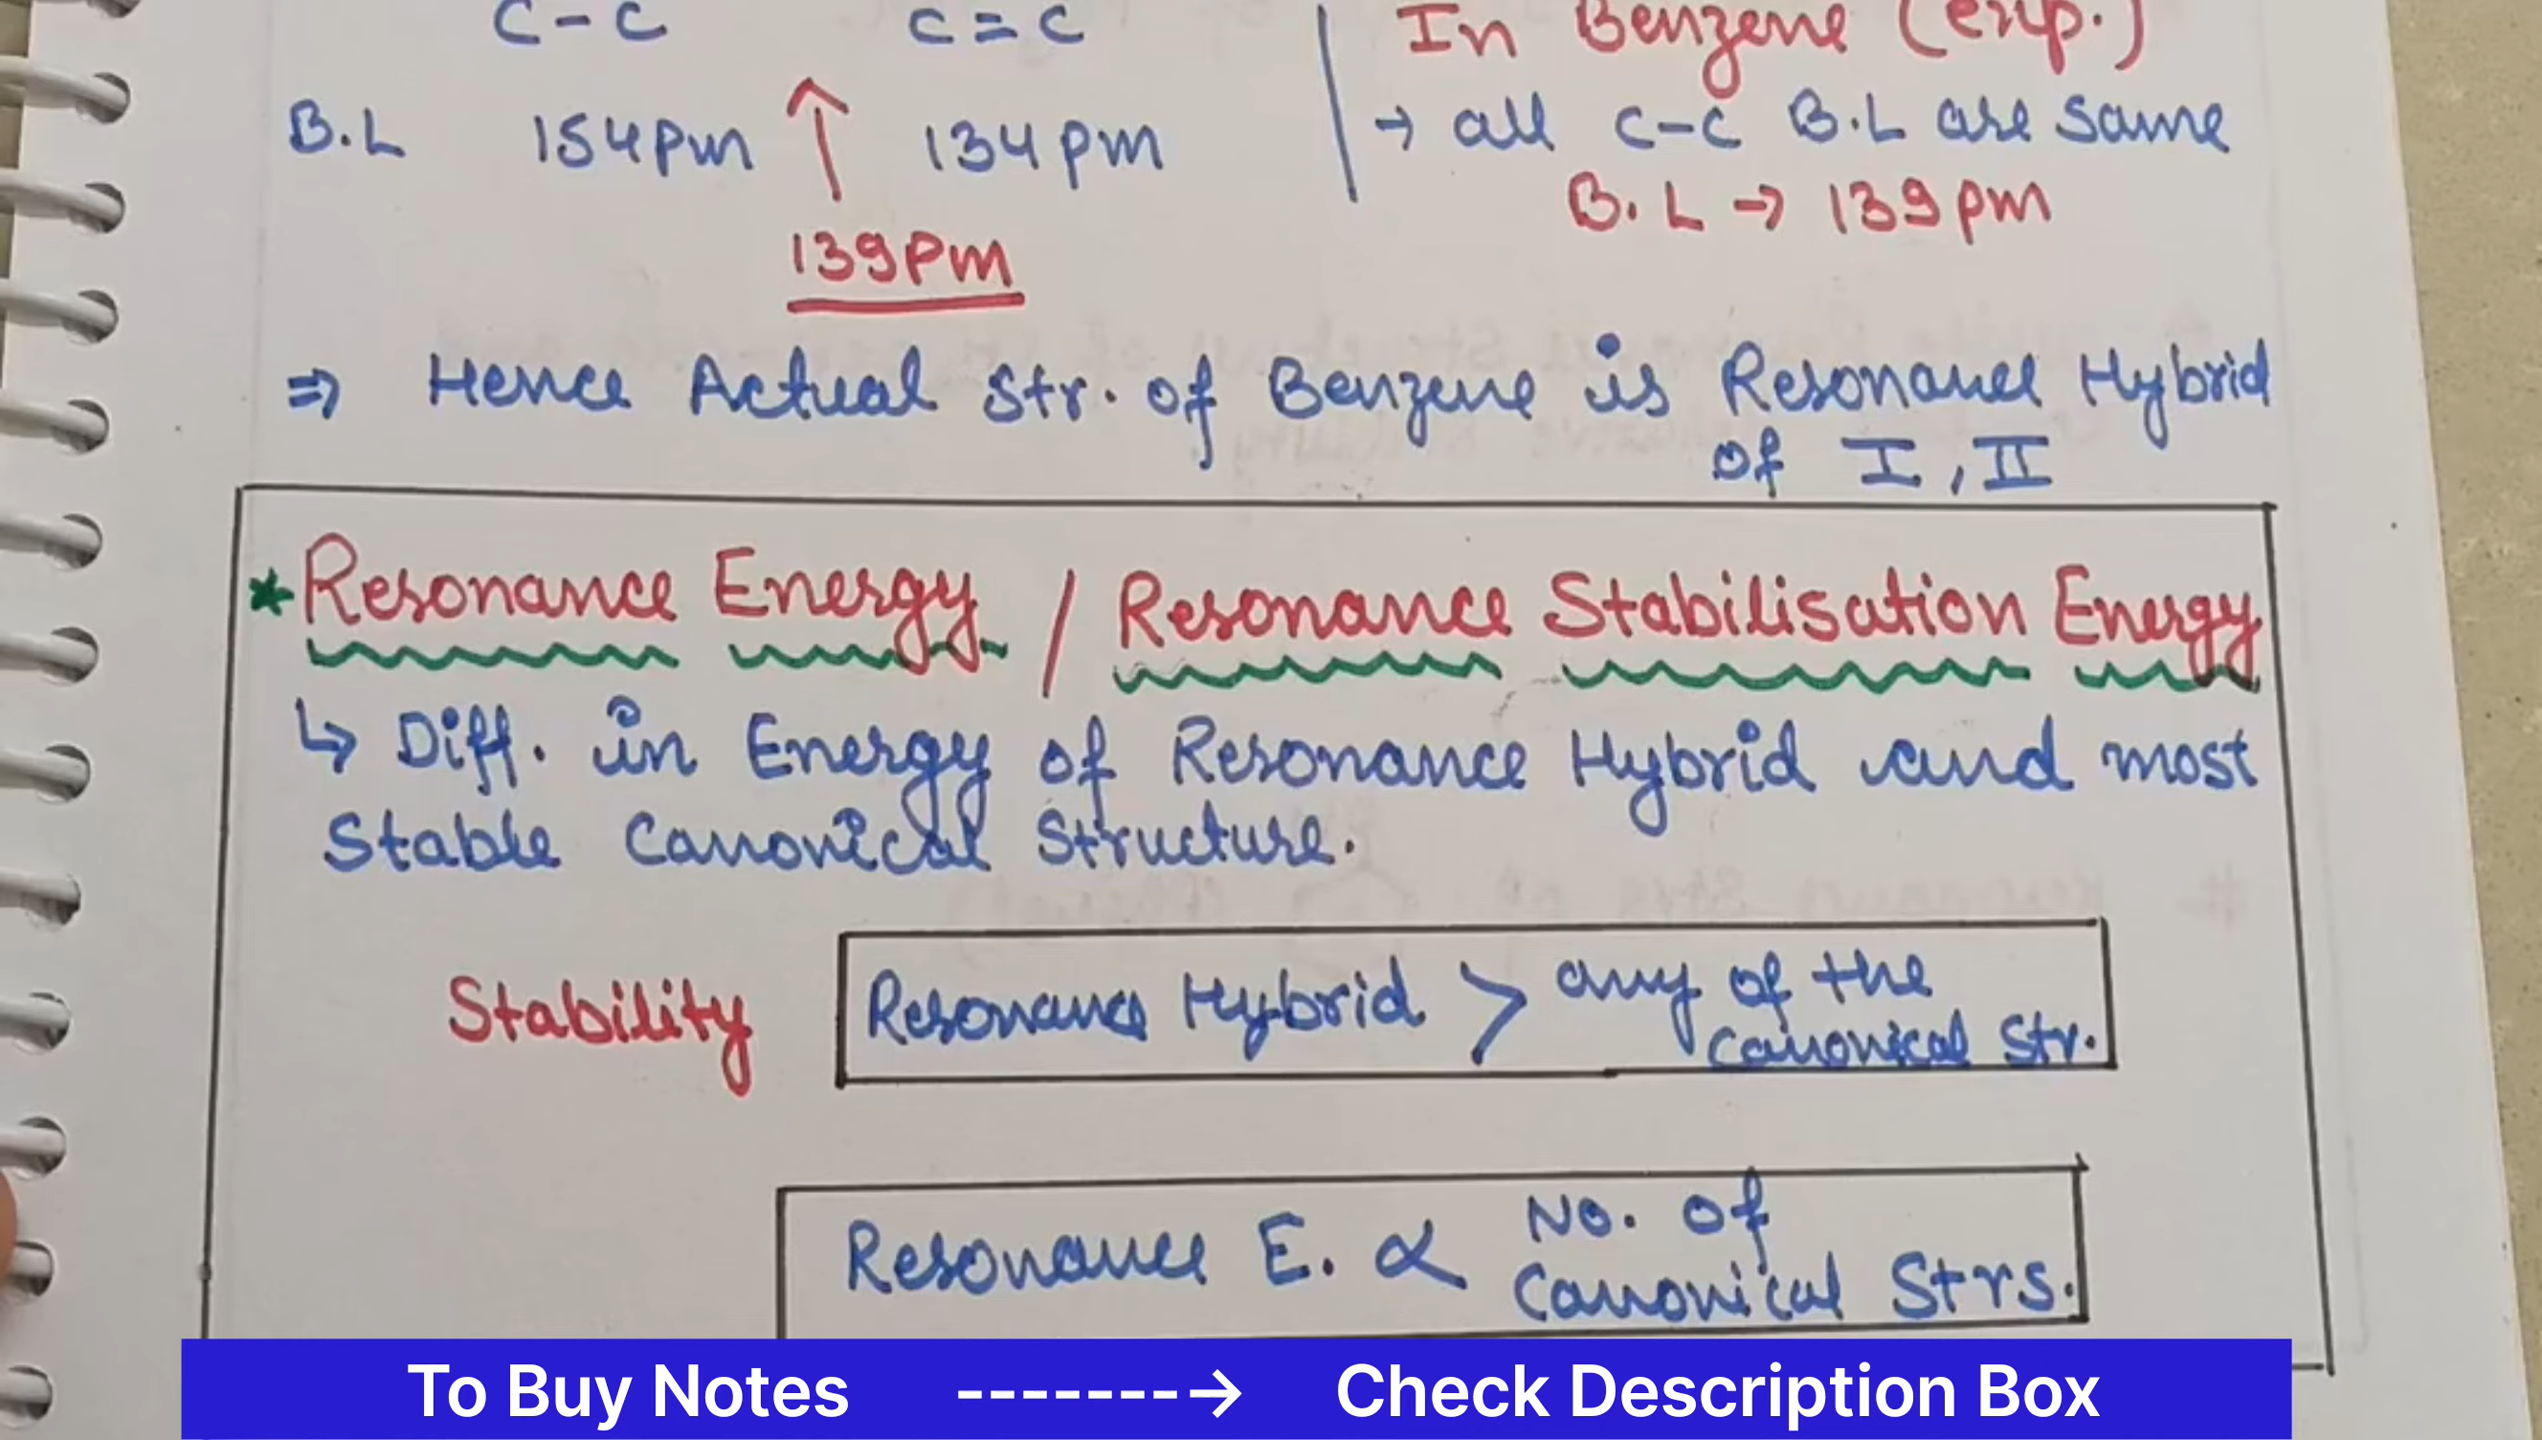 C-C C=C In Benzene (exp.)
B.L 154pm 134pm → all C-C B.L are same
139pm B.L → 139pm
⇒ Hence Actual Str. of Benzene is Resonance Hybrid
of I, II
* Resonance Energy / Resonance Stabilisation Energy
↳ Diff. in Energy of Resonance Hybrid and most
Stable Canonical Structure.
Stability Resonance Hybrid > any of the
Canonical Str.
Resonance E. ∝ No. of
Canonical Strs.
To Buy Notes -------→ Check Description Box